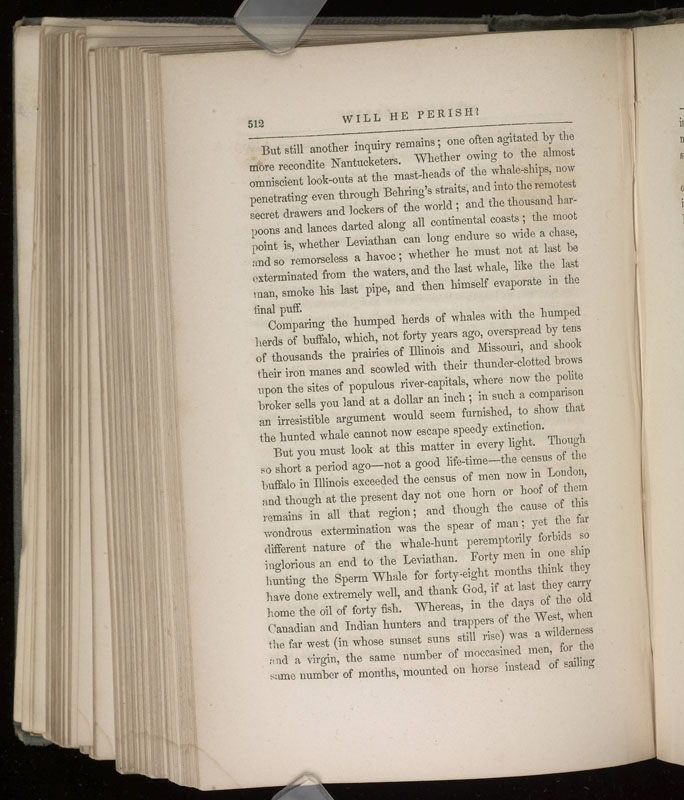 512
WILL HE PERISH?
But still another inquiry remains; one often agitated by the
more recondite Nantucketers. Whether owing to the almost
omniscient look-outs at the mast-heads of the whale-ships, now
penetrating even through Behring's straits, and into the remotest
secret drawers and lockers of the world; and the thousand har-
poons and lances darted along all continental coasts; the moot
point is, whether Leviathan can long endure so wide a chase,
and so remorseless a havoc; whether he must not at last be
exterminated from the waters, and the last whale, like the last
man, smoke his last pipe, and then himself evaporate in the
final puff.
Comparing the humped herds of whales with the humped
herds of buffalo, which, not forty years ago, overspread by tens
of thousands the prairies of Illinois and Missouri, and shook
their iron manes and scowled with their thunder-clotted brows
upon the sites of populous river-capitals, where now the polite
broker sells you land at a dollar an inch; in such a comparison
an irresistible argument would seem furnished, to show that
the hunted whale cannot now escape speedy extinction.
But you must look at this matter in every light. Though
so short a period ago—not a good life-time—the census of the
buffalo in Illinois exceeded the census of men now in London,
and though at the present day not one horn or hoof of them
remains in all that region; and though the cause of this
wondrous extermination was the spear of man; yet the far
different nature of the whale-hunt peremptorily forbids so
inglorious an end to the Leviathan. Forty men in one ship
hunting the Sperm Whale for forty-eight months think they
have done extremely well, and thank God, if at last they carry
home the oil of forty fish. Whereas, in the days of the old
Canadian and Indian hunters and trappers of the West, when
the far west (in whose sunset suns still rise) was a wilderness
and a virgin, the same number of moccasined men, for the
same number of months, mounted on horse instead of sailing